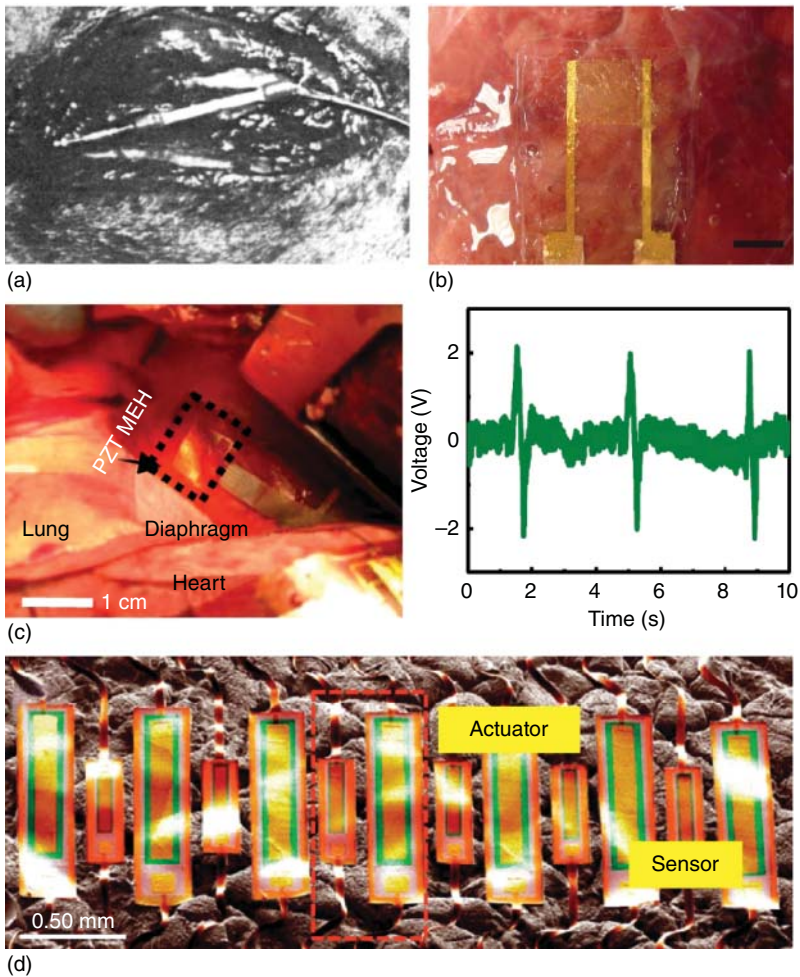 (a)
(b)
PZT MEH
Lung
Diaphragm
Heart
1 cm
(c)
Voltage (V)
2
0
−2
0 2 4 6 8 10
Time (s)
Actuator
Sensor
0.50 mm
(d)